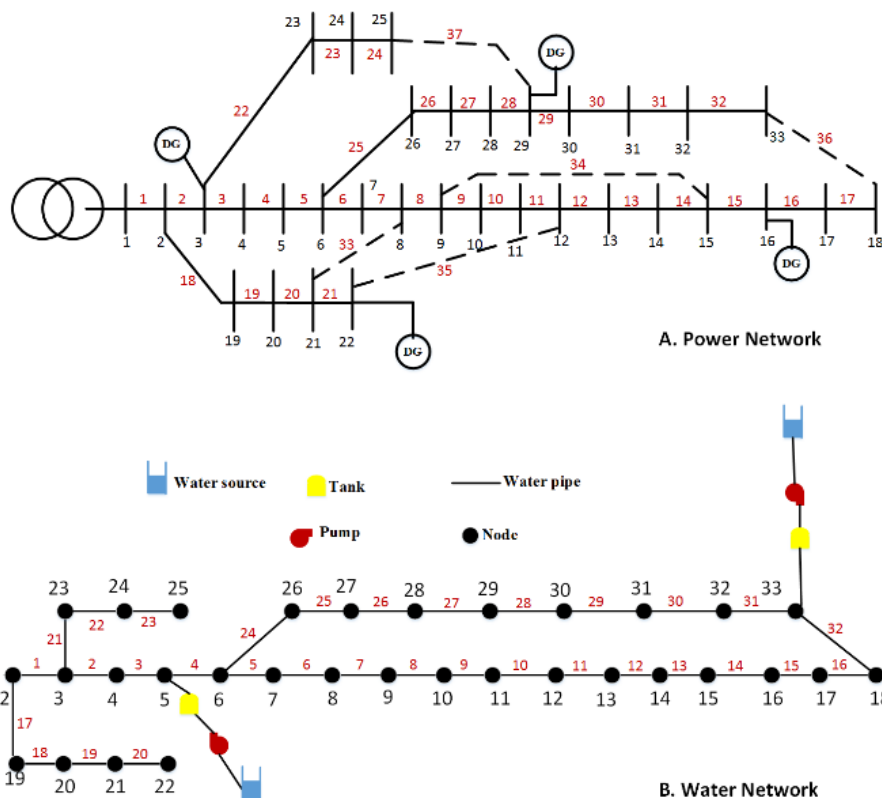 23 24 25
37
23 24
DG
22
26 27 28 29 30 31 32
25
26 27 28 29 30 31 32 33
36
DG
34
7
1 2 3 4 5 6 7 8 9 10 11 12 13 14 15 16 17
1 2 3 4 5 6 8 9 10 11 12 13 14 15 16 17 18
33
35
18
19 20 21
DG
19 20 21 22
DG
A. Power Network
Water source
Tank
Water pipe
Pump
Node
23 24 25
26 27 28 29 30 31 32 33
22 23
25 26 27 28 29 30 31
21
24
32
1 2 3 4 5 6 7 8 9 10 11 12 13 14 15 16
2 3 4 5 6 7 8 9 10 11 12 13 14 15 16 17 18
17
18 19 20
19 20 21 22
B. Water Network